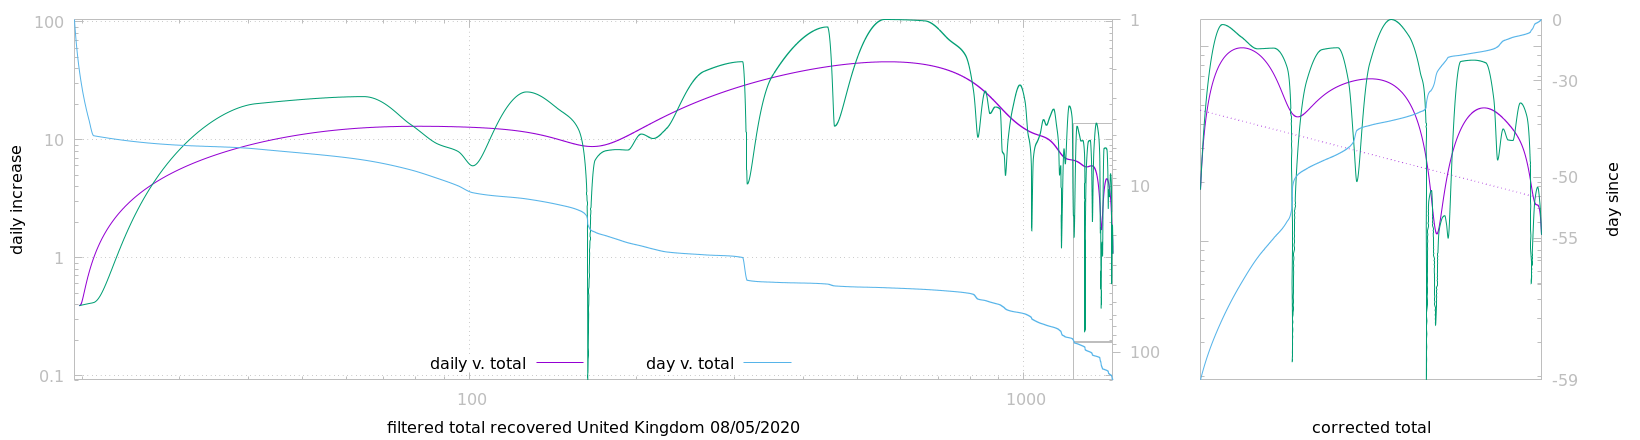 100
10
1
0.1
daily increase
daily v. total
day v. total
100
1000
filtered total recovered United Kingdom 08/05/2020
1
10
100
0
-30
-50
-55
-59
day since
corrected total